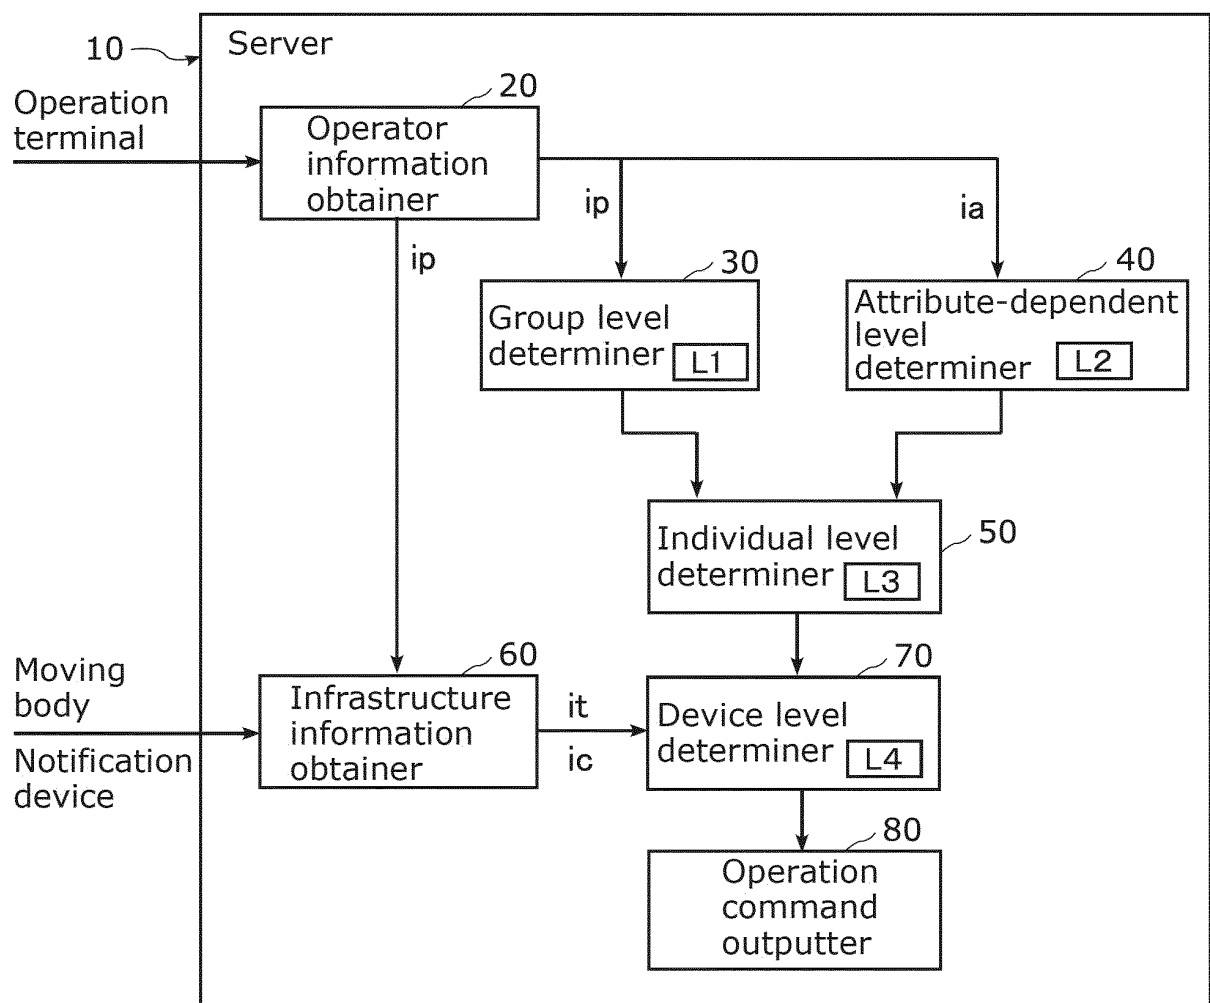 10
Server
Operation
terminal
20
Operator
information
obtainer
ip
ip
ia
30
Group level
determiner
L1
40
Attribute-dependent
level
determiner
L2
Individual level
determiner
L3
50
Moving
body
Notification
device
60
Infrastructure
information
obtainer
it
ic
70
Device level
determiner
L4
80
Operation
command
outputter